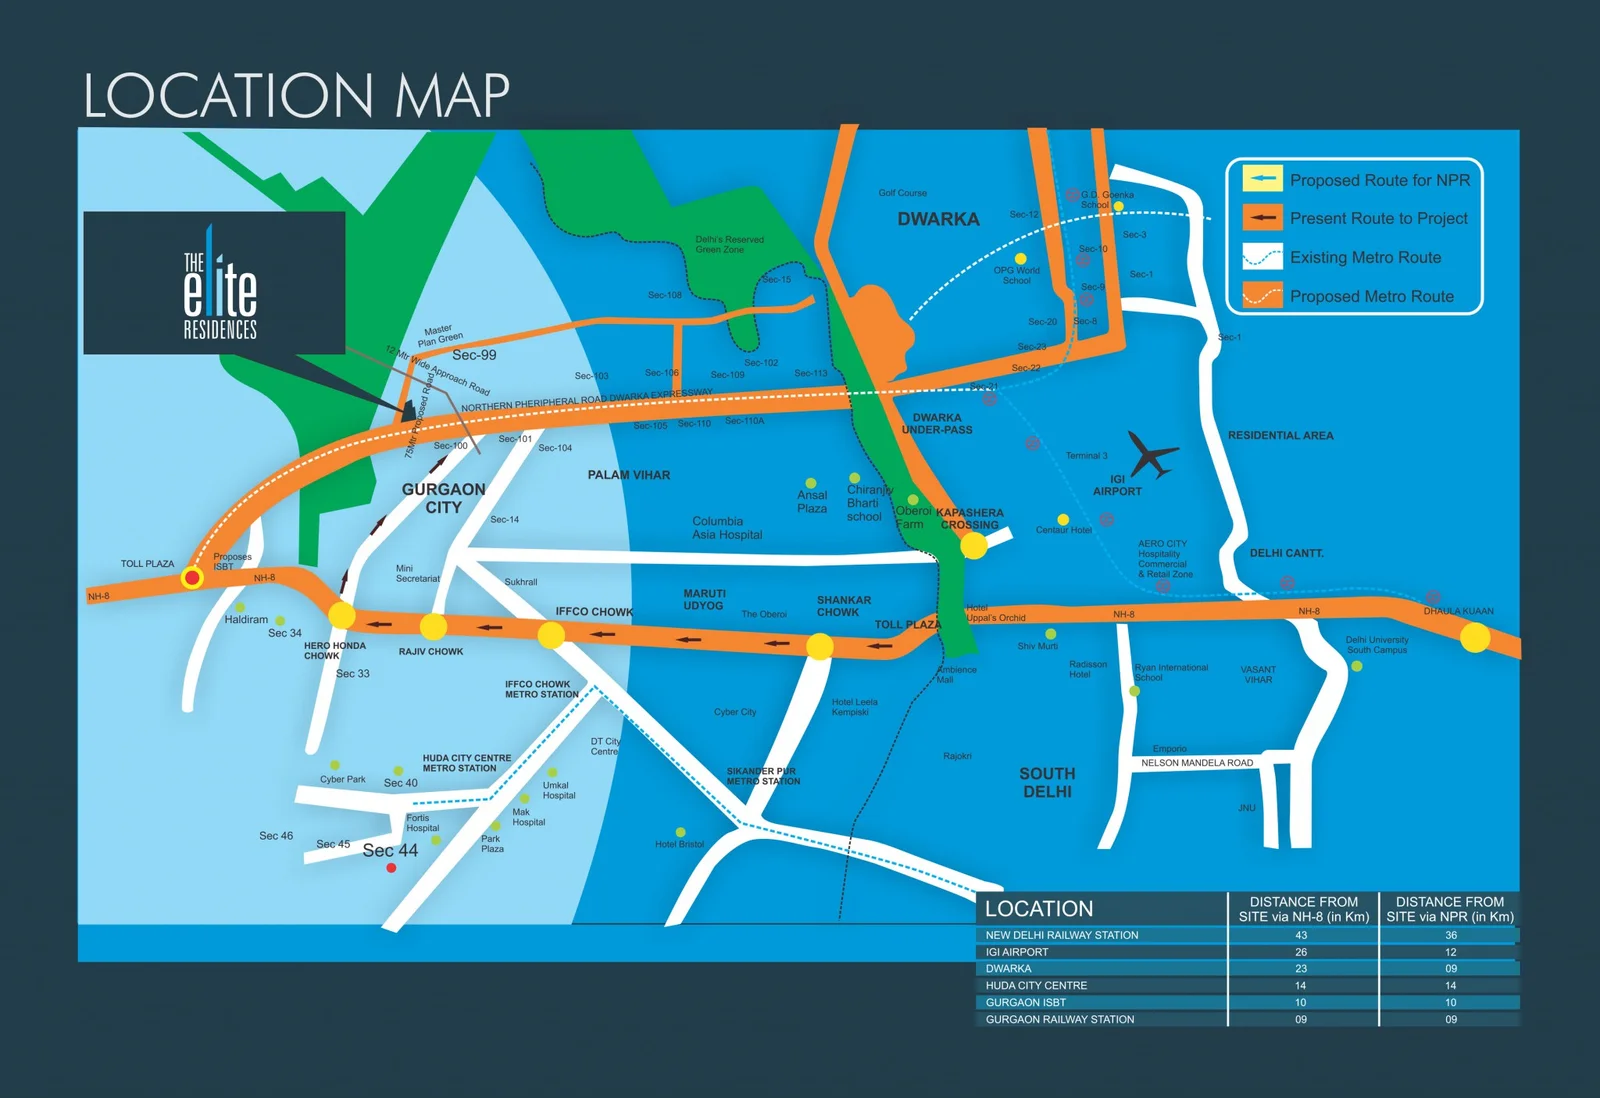 LOCATION MAP
Proposed Route for NPR
Present Route to Project
Existing Metro Route
Proposed Metro Route
THE
elite
RESIDENCES
Golf Course
DWARKA
Sec-12
G.D. Goenka
School
Sec-3
Sec-10
Sec-1
Sec-9
OPG World
School
Sec-20
Sec-8
Sec-1
Sec-23
Sec-22
Sec-21
Delhi's Reserved
Green Zone
Sec-15
Sec-108
Master
Plan Green
Sec-99
12 Mtr Wide Approach Road
75Mtr Proposed Road
Sec-103
Sec-106
Sec-109
Sec-102
Sec-113
NORTHERN PHERIPHERAL ROAD DWARKA EXPRESSWAY
Sec-105
Sec-110
Sec-110A
Sec-100
Sec-101
Sec-104
DWARKA
UNDER-PASS
RESIDENTIAL AREA
Terminal 3
IGI
AIRPORT
PALAM VIHAR
GURGAON
CITY
Ansal
Plaza
Chiranjiv
Bharti
school
Oberoi
Farm
KAPASHERA
CROSSING
Centaur Hotel
Sec-14
Columbia
Asia Hospital
AERO CITY
Hospitality
Commercial
& Retail Zone
DELHI CANTT.
TOLL PLAZA
Proposes
ISBT
NH-8
NH-8
Mini
Secretariat
Sukhrall
MARUTI
UDYOG
The Oberoi
SHANKAR
CHOWK
IFFCO CHOWK
TOLL PLAZA
Hotel
Uppal's Orchid
NH-8
NH-8
DHAULA KUAAN
Haldiram
Sec 34
HERO HONDA
CHOWK
RAJIV CHOWK
Sec 33
Shiv Murti
Delhi University
South Campus
Radisson
Hotel
Ryan International
School
VASANT
VIHAR
Ambience
Mall
IFFCO CHOWK
METRO STATION
Cyber City
Hotel Leela
Kempiski
DT City
Centre
Rajokri
Emporio
NELSON MANDELA ROAD
HUDA CITY CENTRE
METRO STATION
SIKANDER PUR
METRO STATION
SOUTH
DELHI
Cyber Park
Sec 40
Umkal
Hospital
Mak
Hospital
JNU
Fortis
Hospital
Park
Plaza
Sec 46
Sec 45
Sec 44
Hotel Bristol
LOCATION
DISTANCE FROM
SITE via NH-8 (in Km)
DISTANCE FROM
SITE via NPR (in Km)
NEW DELHI RAILWAY STATION 43 36
IGI AIRPORT 26 12
DWARKA 23 09
HUDA CITY CENTRE 14 14
GURGAON ISBT 10 10
GURGAON RAILWAY STATION 09 09